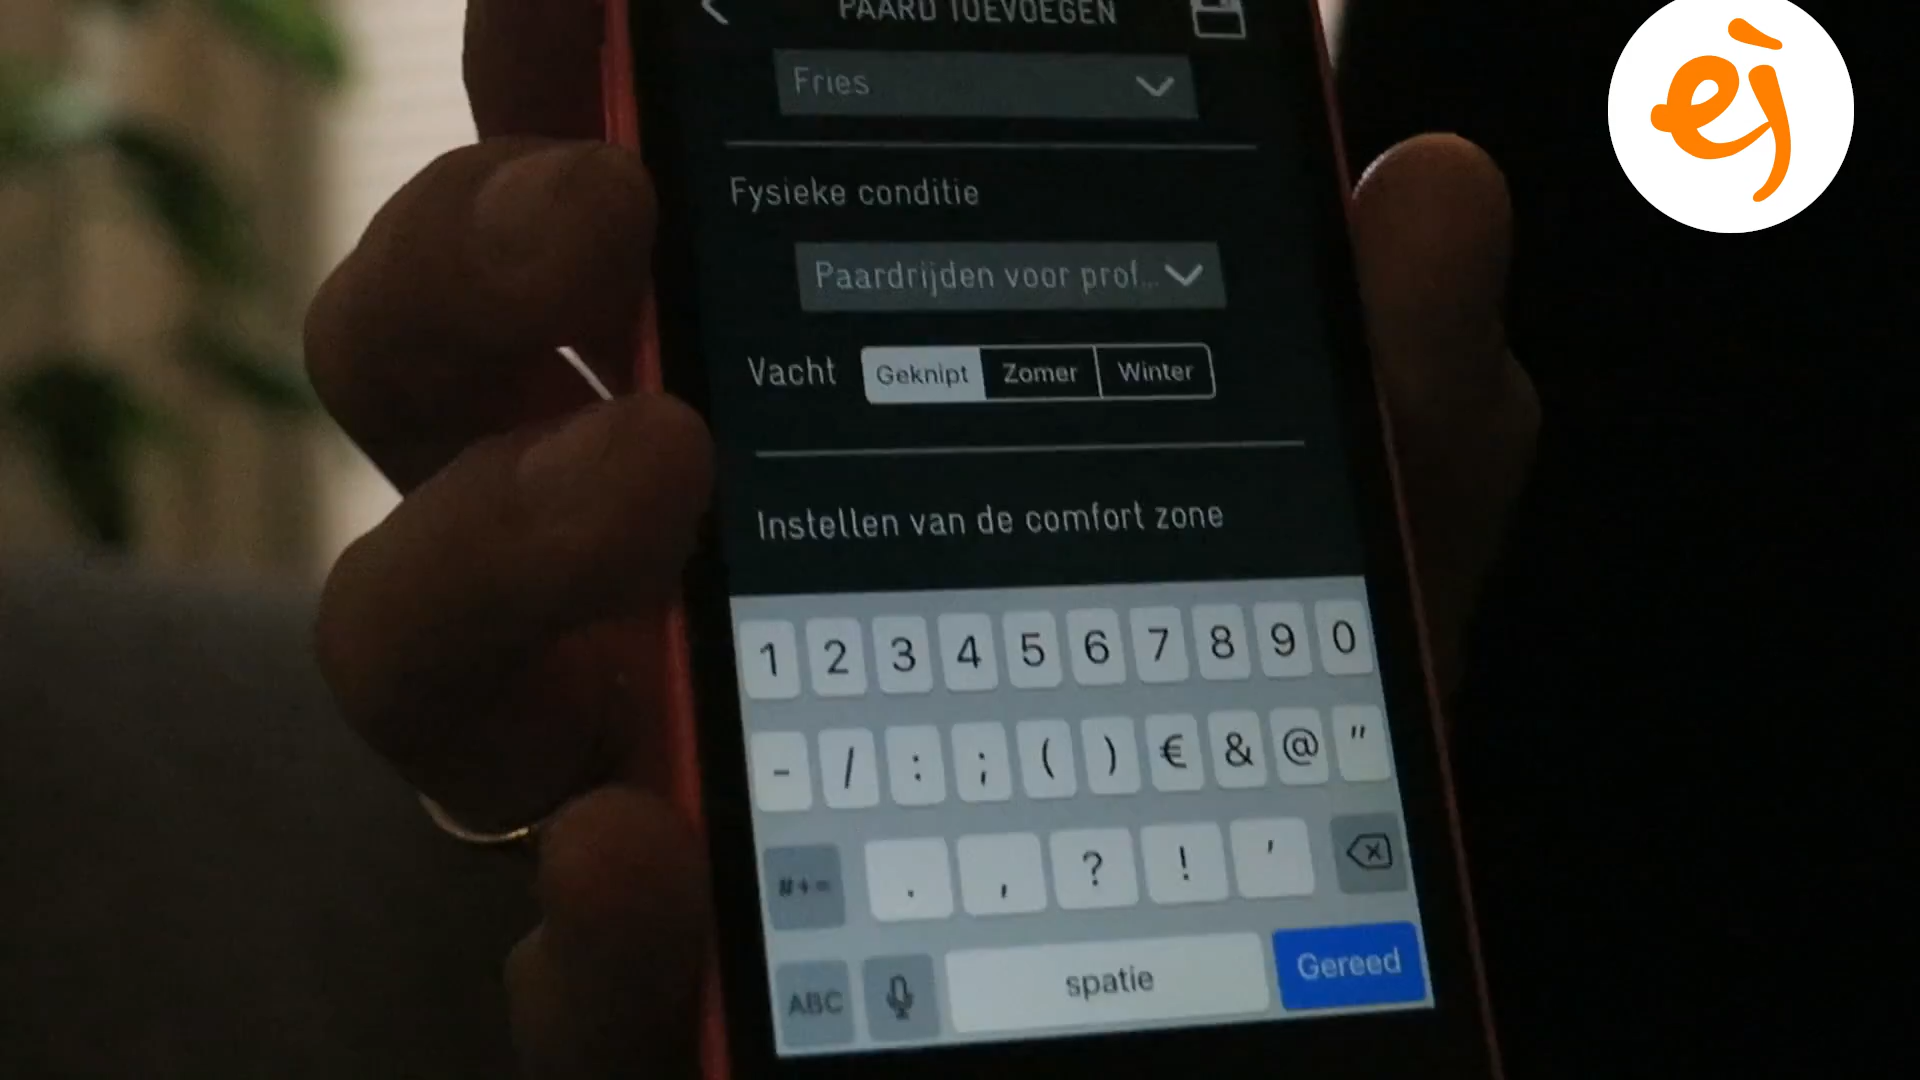 PAARD TOEVOEGEN
Fries
Fysieke conditie
Paardrijden voor prof...
Vacht Geknipt Zomer Winter
Instellen van de comfort zone
1 2 3 4 5 6 7 8 9 0
- / : ; ( ) € & @ "
#+= . , ? ! '
ABC spatie Gereed
ej